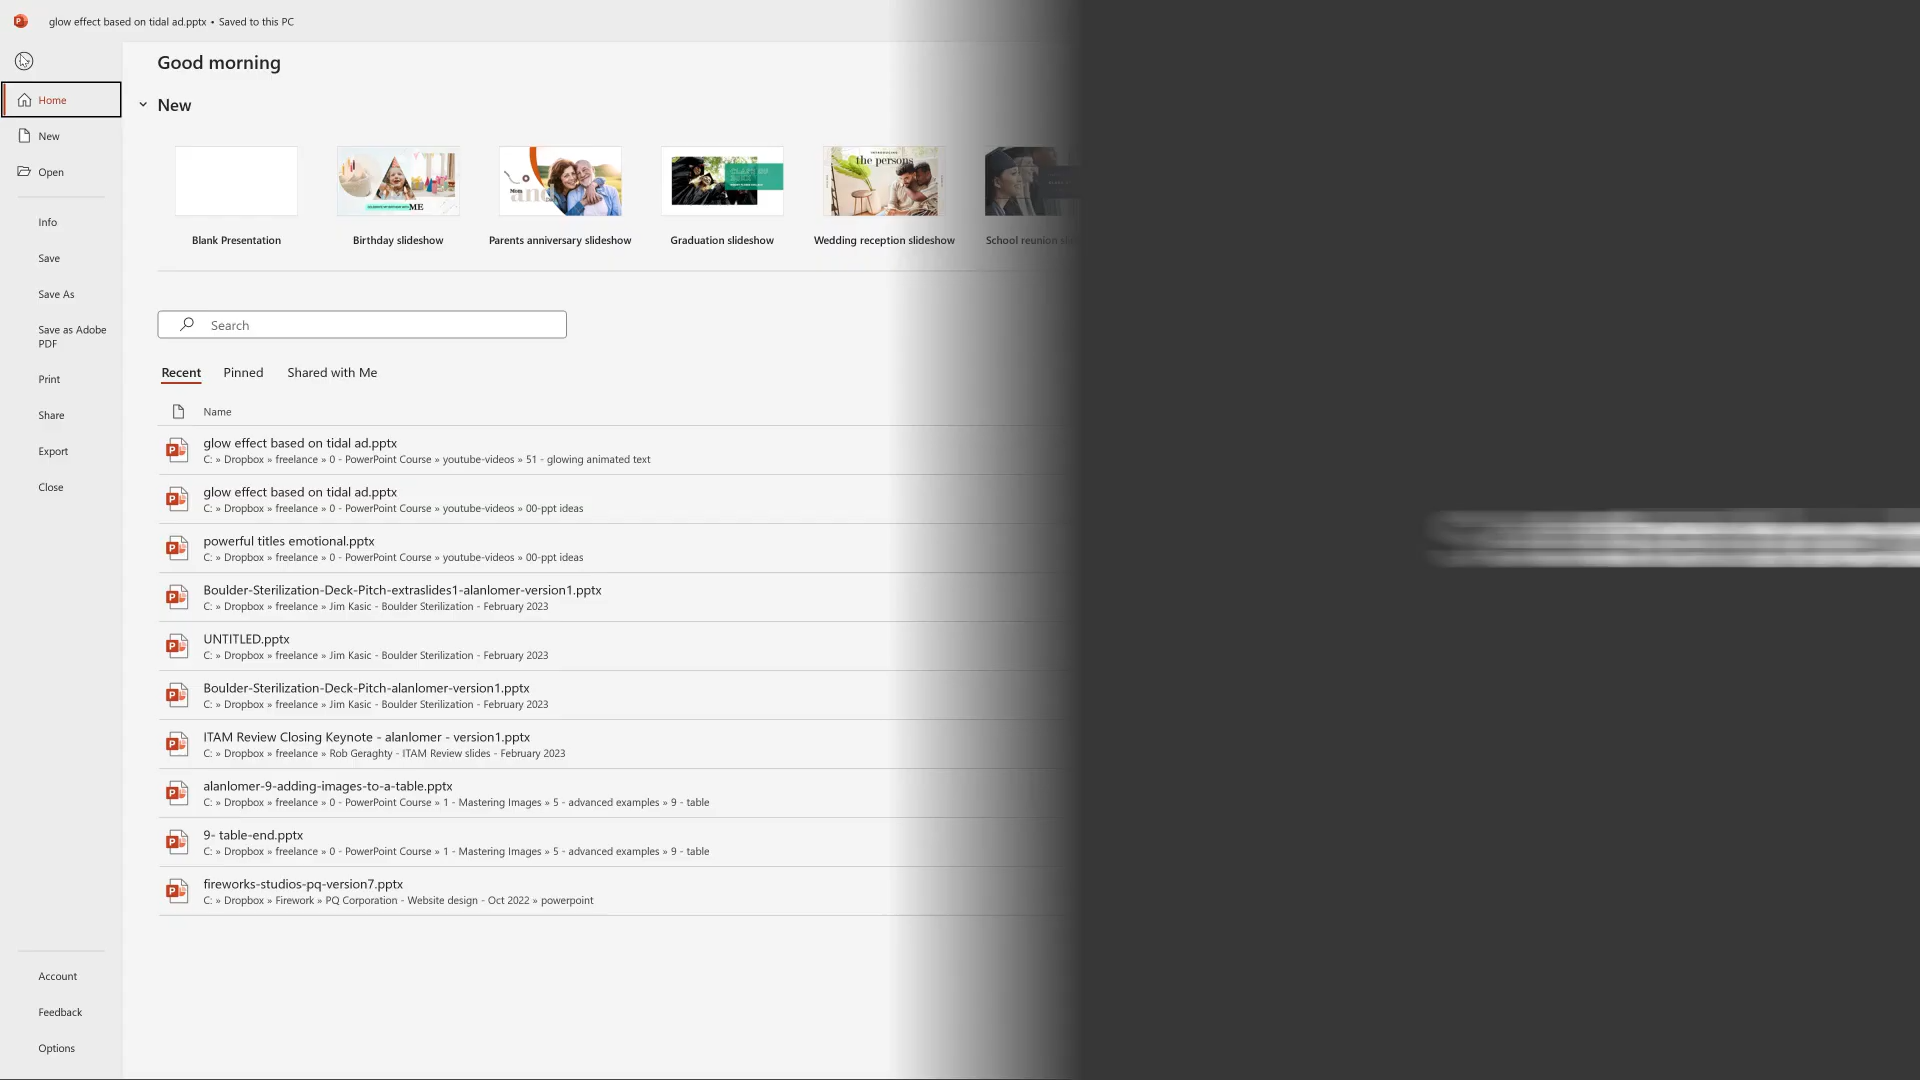 glow effect based on tidal ad.pptx • Saved to this PC
Good morning
Home
New
New
Open
Info
Save
Save As
Save as Adobe
PDF
Print
Share
Export
Close
Account
Feedback
Options
the persons
and
Mom
ME
Blank Presentation
Birthday slideshow
Parents anniversary slideshow
Graduation slideshow
Wedding reception slideshow
School reunion
Search
Recent
Pinned
Shared with Me
Name
glow effect based on tidal ad.pptx
C: » Dropbox » freelance » 0 - PowerPoint Course » youtube-videos » 51 - glowing animated text
glow effect based on tidal ad.pptx
C: » Dropbox » freelance » 0 - PowerPoint Course » youtube-videos » 00-ppt ideas
powerful titles emotional.pptx
C: » Dropbox » freelance » 0 - PowerPoint Course » youtube-videos » 00-ppt ideas
Boulder-Sterilization-Deck-Pitch-extraslides1-alanlomer-version1.pptx
C: » Dropbox » freelance » Jim Kasic - Boulder Sterilization - February 2023
UNTITLED.pptx
C: » Dropbox » freelance » Jim Kasic - Boulder Sterilization - February 2023
Boulder-Sterilization-Deck-Pitch-alanlomer-version1.pptx
C: » Dropbox » freelance » Jim Kasic - Boulder Sterilization - February 2023
ITAM Review Closing Keynote - alanlomer - version1.pptx
C: » Dropbox » freelance » Rob Geraghty - ITAM Review slides - February 2023
alanlomer-9-adding-images-to-a-table.pptx
C: » Dropbox » freelance » 0 - PowerPoint Course » 1 - Mastering Images » 5 - advanced examples » 9 - table
9- table-end.pptx
C: » Dropbox » freelance » 0 - PowerPoint Course » 1 - Mastering Images » 5 - advanced examples » 9 - table
fireworks-studios-pq-version7.pptx
C: » Dropbox » Firework » PQ Corporation - Website design - Oct 2022 » powerpoint